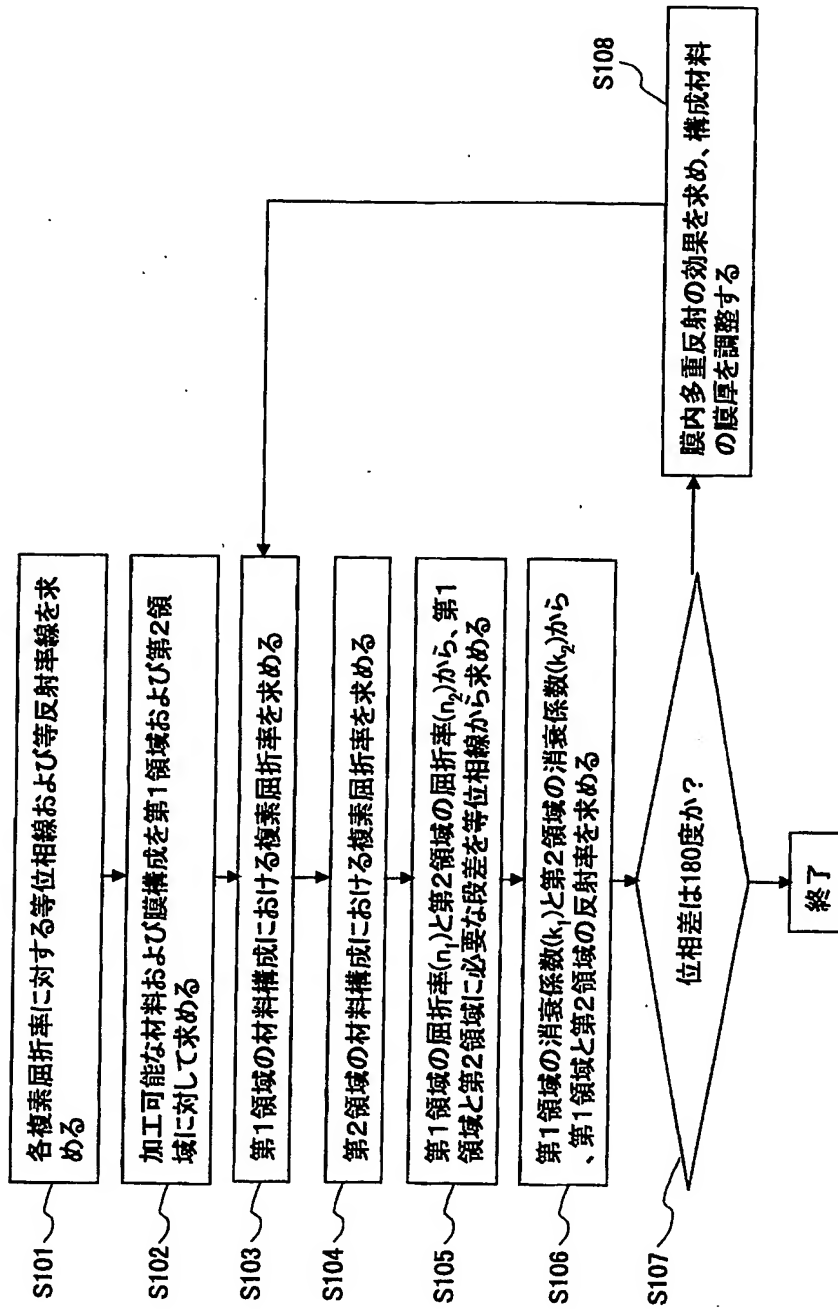 S101
各複素屈折率に対する等位相線および等反射率線を求
める
S102
加工可能な材料および膜構成を第1領域および第2領
域に対して求める
S103
第1領域の材料構成における複素屈折率を求める
S104
第2領域の材料構成における複素屈折率を求める
S105
第1領域の屈折率(n₁)と第2領域の屈折率(n₂)から、第1
領域と第2領域に必要な段差を等位相線から求める
S106
第1領域の消衰係数(k₁)と第2領域の消衰係数(k₂)から
、第1領域と第2領域の反射率を求める
S107
位相差は180度か?
S108
膜内多重反射の効果を求め、構成材料
の膜厚を調整する
終了